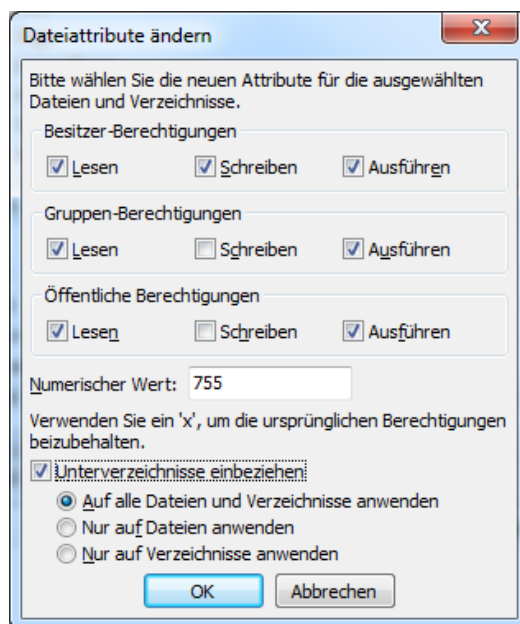 Dateiattribute ändern
Bitte wählen Sie die neuen Attribute für die ausgewählten
Dateien und Verzeichnisse.
Besitzer-Berechtigungen
Lesen Schreiben Ausführen
Gruppen-Berechtigungen
Lesen Schreiben Ausführen
Öffentliche Berechtigungen
Lesen Schreiben Ausführen
Numerischer Wert: 755
Verwenden Sie ein 'x', um die ursprünglichen Berechtigungen
beizubehalten.
Unterverzeichnisse einbeziehen
Auf alle Dateien und Verzeichnisse anwenden
Nur auf Dateien anwenden
Nur auf Verzeichnisse anwenden
OK Abbrechen